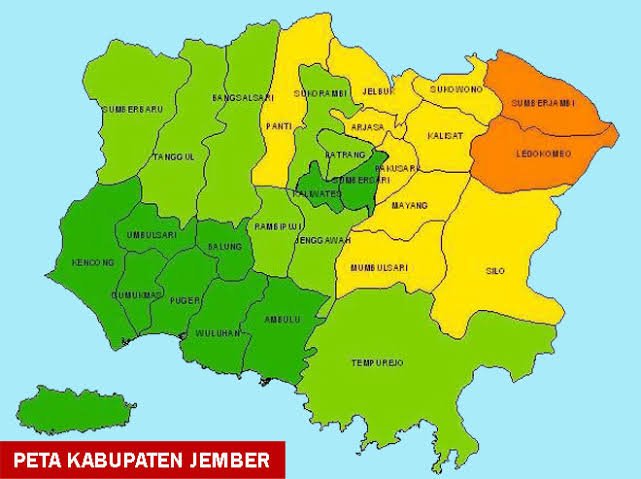 JELBUK
SUKOWONO
SUKORAMBI
BANGSALSARI
SUMBERBARU
SUMBERJAMBI
PANTI
ARJASA
KALISAT
PATRANG
LEDOKOMBO
TANGGUL
PAKUSARI
SUMBERSARI
KALIWATES
MAYANG
RAMBIPUJI
UMBULSARI
JENGGAWAH
BALUNG
KENCONG
MUMBULSARI
SILO
GUMUKMAS
PUGER
AMBULU
WULUHAN
TEMPUREJO
PETA KABUPATEN JEMBER